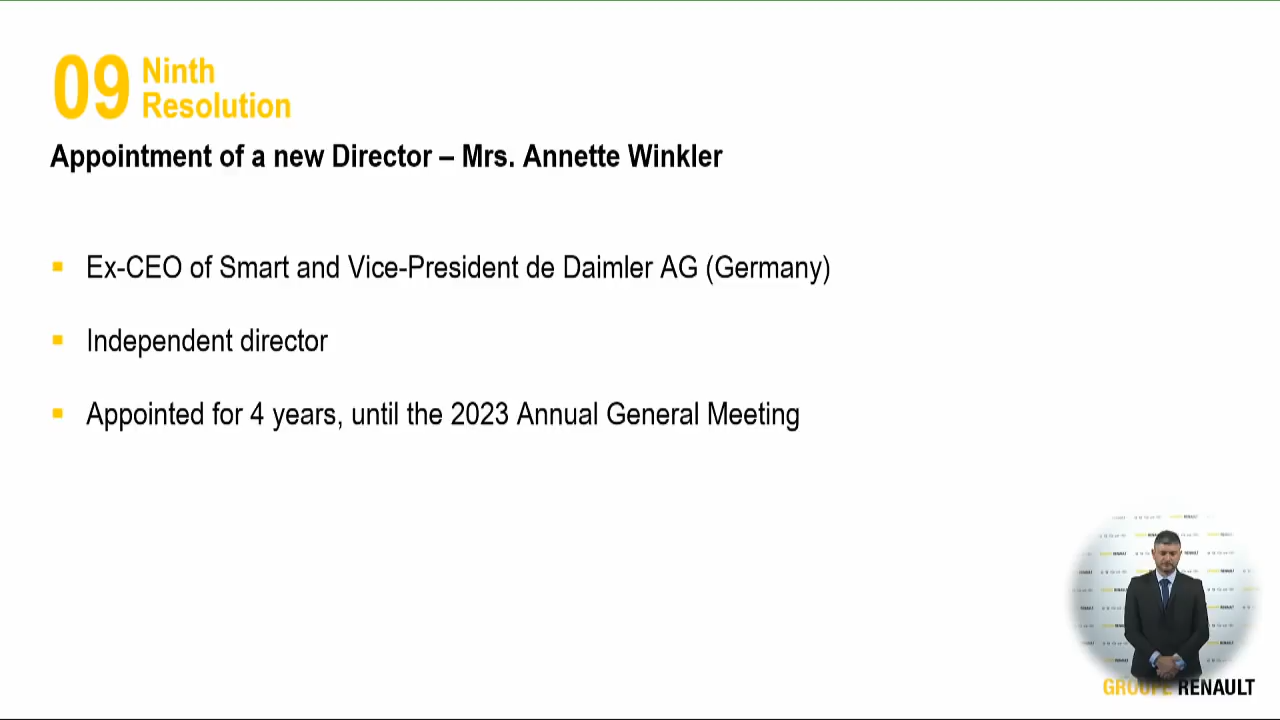 09 Ninth
Resolution
Appointment of a new Director – Mrs. Annette Winkler
Ex-CEO of Smart and Vice-President de Daimler AG (Germany)
Independent director
Appointed for 4 years, until the 2023 Annual General Meeting
GROUPE RENAULT